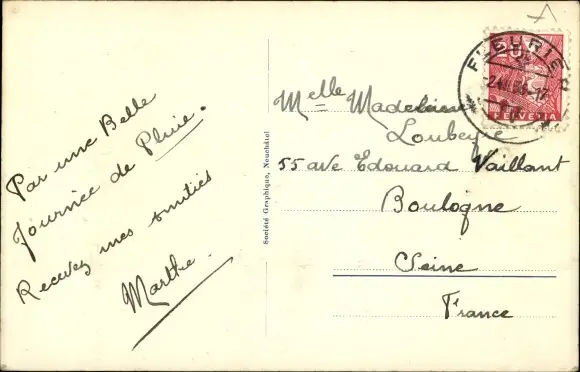 Par une Belle
Journée de Pluie.
Recevez mes amitiés
Marthe.
Société Graphique, Neuchâtel
Melle Madeleine
Loubeyre
55 ave Edouard Vaillant
Boulogne
Seine
France
FLEURIER
20
HELVETIA